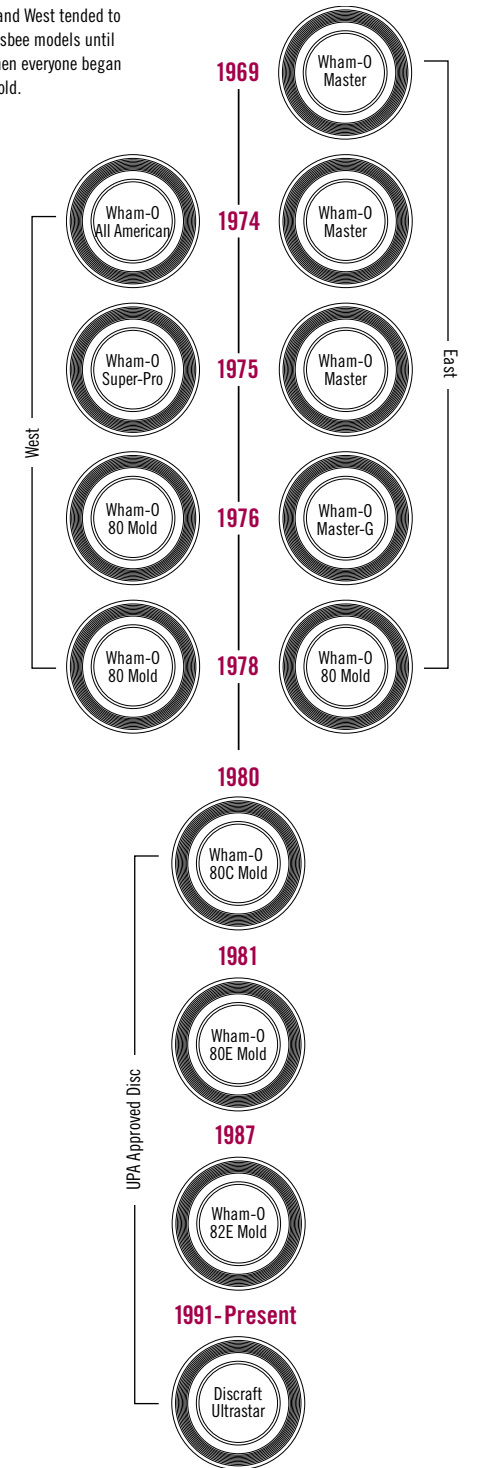 and West tended to
sbee models until
hen everyone began
old.
1969
Wham-O
Master
Wham-O
All American
1974
Wham-O
Master
Wham-O
Super-Pro
1975
Wham-O
Master
East
West
Wham-O
80 Mold
1976
Wham-O
Master-G
Wham-O
80 Mold
1978
Wham-O
80 Mold
1980
Wham-O
80C Mold
1981
Wham-O
80E Mold
UPA Approved Disc
1987
Wham-O
82E Mold
1991-Present
Discraft
Ultrastar